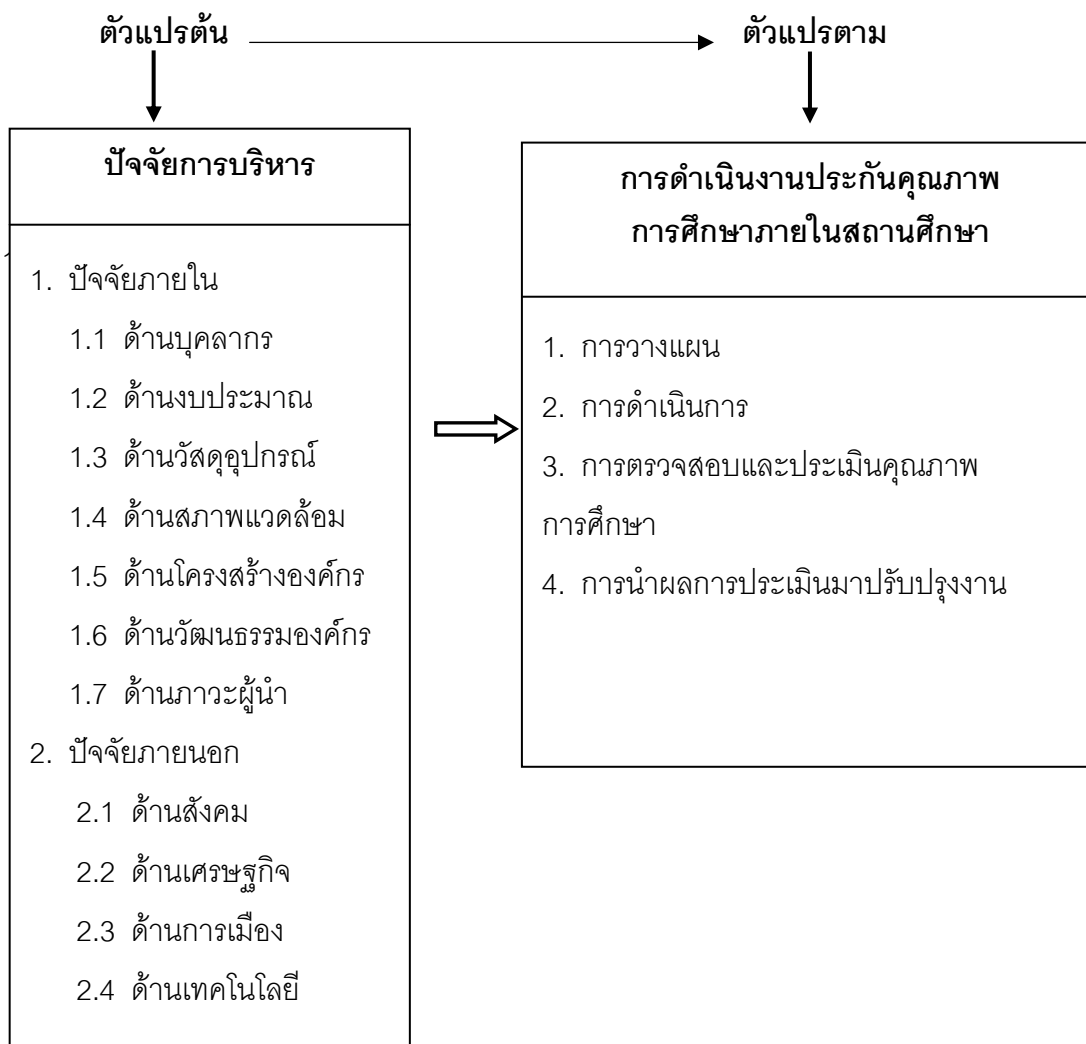 ตัวแปรต้น
ตัวแปรตาม
ปัจจัยการบริหาร
1. ปัจจัยภายใน
1.1 ด้านบุคลากร
1.2 ด้านงบประมาณ
1.3 ด้านวัสดุอุปกรณ์
1.4 ด้านสภาพแวดล้อม
1.5 ด้านโครงสร้างองค์กร
1.6 ด้านวัฒนธรรมองค์กร
1.7 ด้านภาวะผู้นำ
2. ปัจจัยภายนอก
2.1 ด้านสังคม
2.2 ด้านเศรษฐกิจ
2.3 ด้านการเมือง
2.4 ด้านเทคโนโลยี
การดำเนินงานประกันคุณภาพ
การศึกษาภายในสถานศึกษา
1. การวางแผน
2. การดำเนินการ
3. การตรวจสอบและประเมินคุณภาพ
การศึกษา
4. การนำผลการประเมินมาปรับปรุงงาน